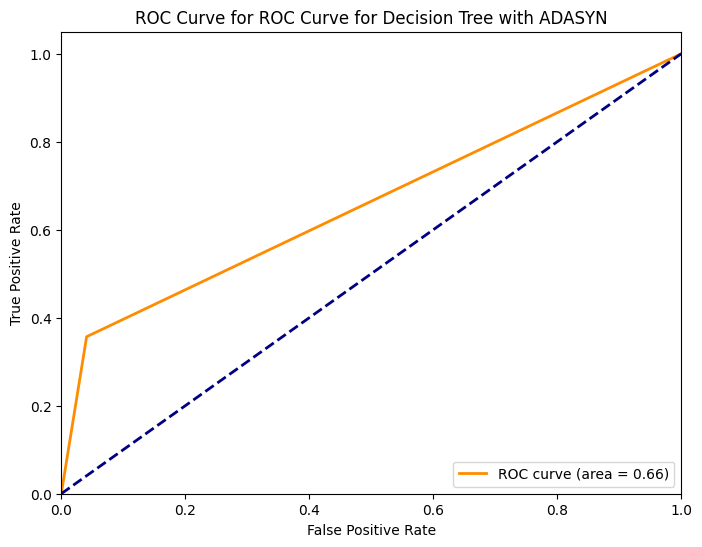 ROC Curve for ROC Curve for Decision Tree with ADASYN
1.0
0.8
0.6
0.4
0.2
0.0
True Positive Rate
ROC curve (area = 0.66)
0.0 0.2 0.4 0.6 0.8 1.0
False Positive Rate